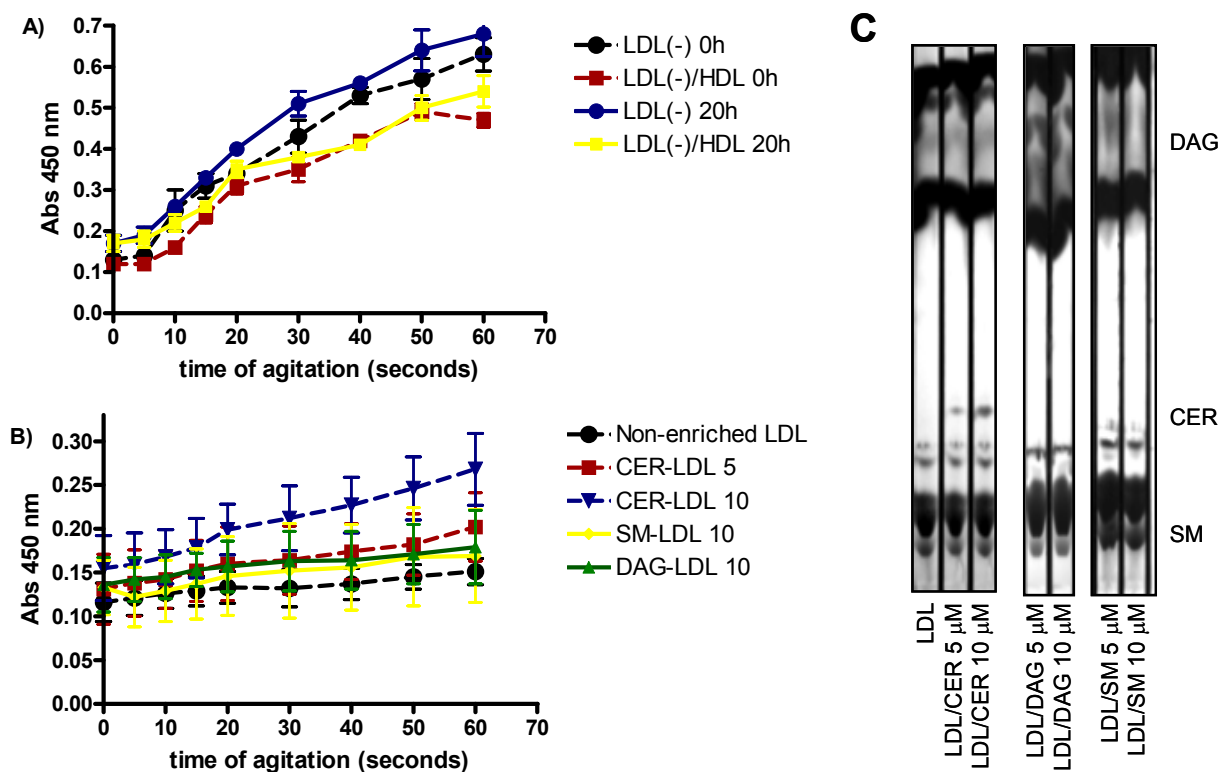 A)
0.7
0.6
0.5
0.4
0.3
0.2
0.1
0.0
Abs 450 nm
0 10 20 30 40 50 60 70
time of agitation (seconds)
LDL(-) 0h
LDL(-)/HDL 0h
LDL(-) 20h
LDL(-)/HDL 20h
B)
0.30
0.25
0.20
0.15
0.10
0.05
0.00
Abs 450 nm
0 10 20 30 40 50 60 70
time of agitation (seconds)
Non-enriched LDL
CER-LDL 5
CER-LDL 10
SM-LDL 10
DAG-LDL 10
C
DAG
CER
SM
LDL
LDL/CER 5 µM
LDL/CER 10 µM
LDL/DAG 5 µM
LDL/DAG 10 µM
LDL/SM 5 µM
LDL/SM 10 µM